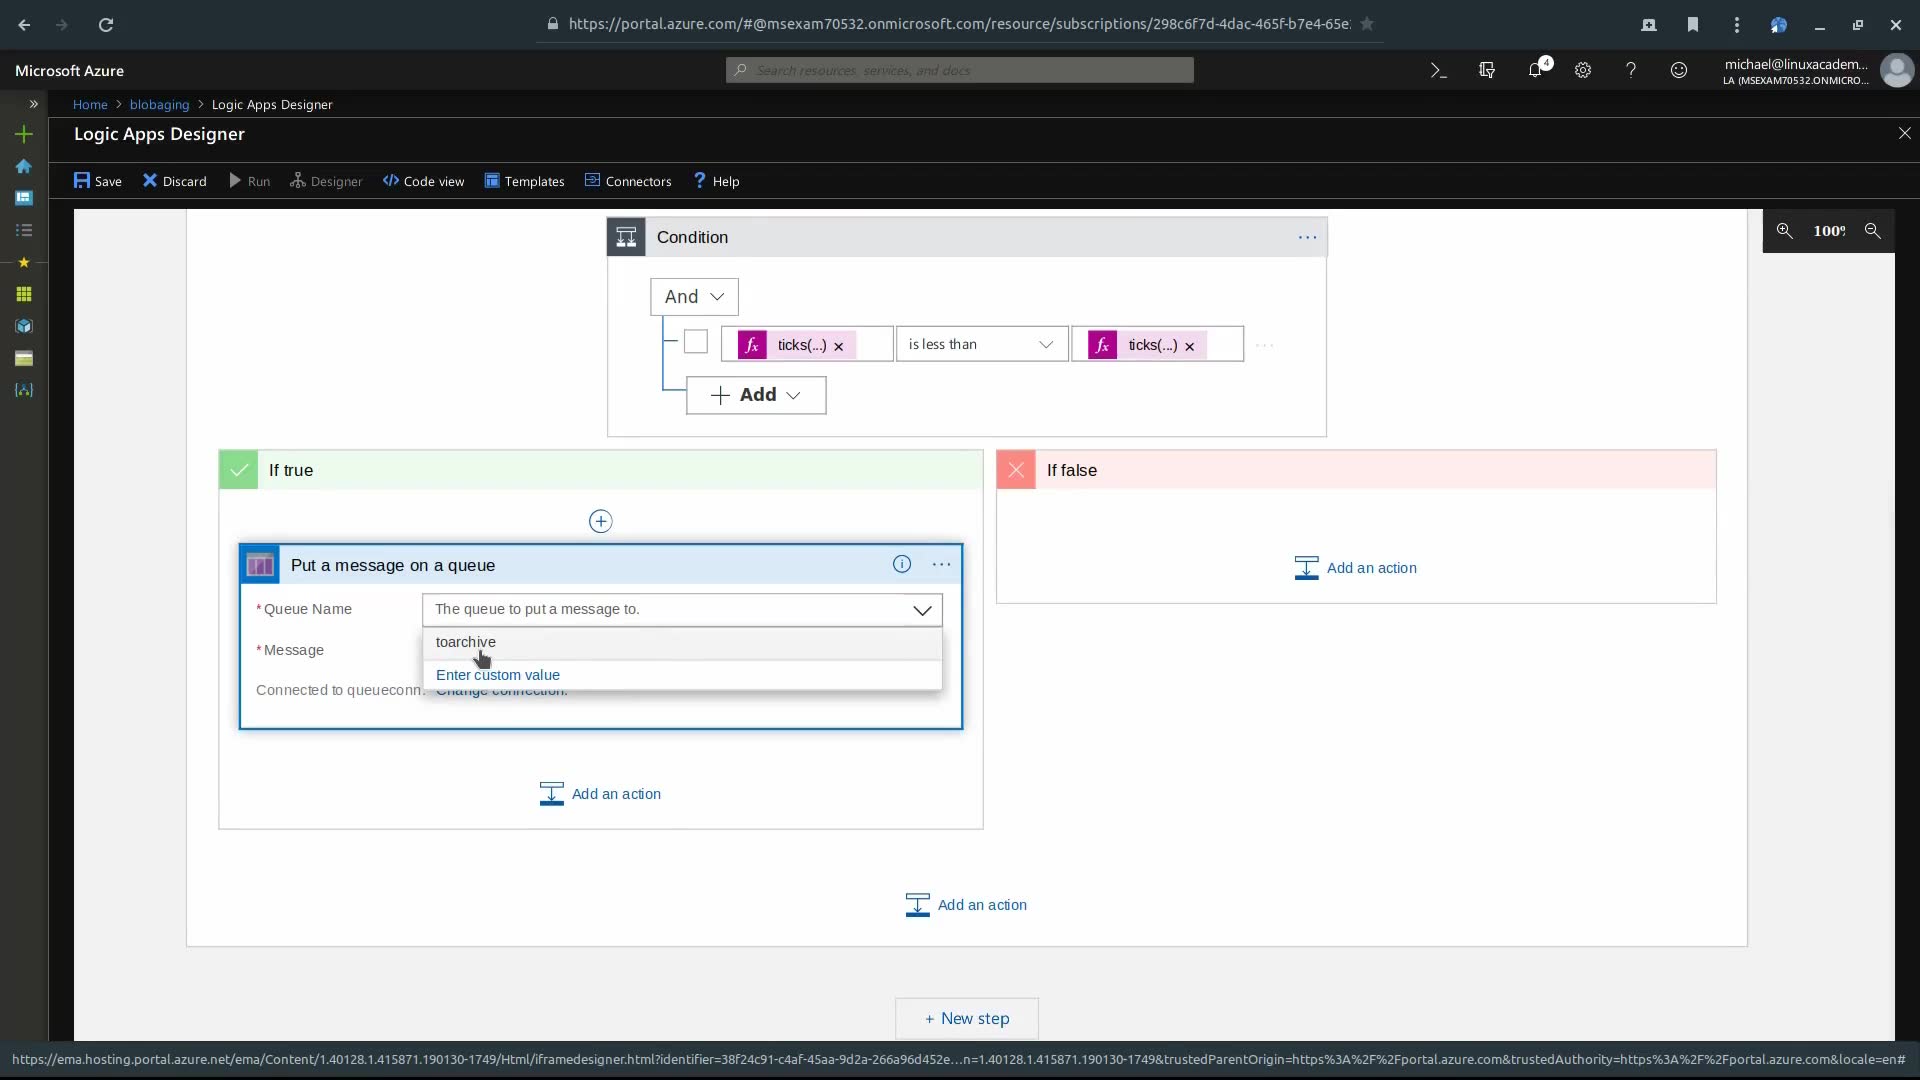 https://portal.azure.com/#@msexam70532.onmicrosoft.com/resource/subscriptions/298c6f7d-4dac-465f-b7e4-65e
Microsoft Azure
Search resources, services, and docs
4
michael@linuxacadem...
LA (MSEXAM70532.ONMICRO...
Home > blobaging > Logic Apps Designer
Logic Apps Designer
Save
Discard
Run
Designer
Code view
Templates
Connectors
Help
Condition
100%
And
fx ticks(...) ×
is less than
fx ticks(...) ×
+ Add
If true
If false
Put a message on a queue
Add an action
* Queue Name
The queue to put a message to.
toarchive
* Message
Enter custom value
Connected to queueconn. Change connection.
Add an action
Add an action
+ New step
https://ema.hosting.portal.azure.net/ema/Content/1.40128.1.415871.190130-1749/Html/iframedesigner.html?identifier=38f24c91-c4af-45aa-9d2a-266a96d452e...n=1.40128.1.415871.190130-1749&trustedParentOrigin=https%3A%2F%2Fportal.azure.com&trustedAuthority=https%3A%2F%2Fportal.azure.com&locale=en#